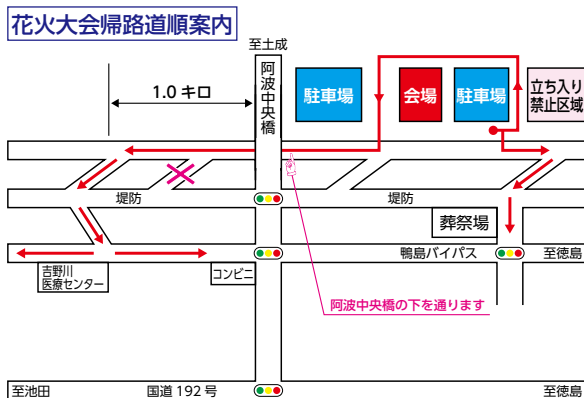 花火大会帰路道順案内
至土成
阿波中央橋
1.0 キロ
駐車場
会場
駐車場
立ち入り
禁止区域
堤防
堤防
葬祭場
吉野川
医療センター
コンビニ
鴨島バイパス
至徳島
阿波中央橋の下を通ります
至池田
国道 192 号
至徳島